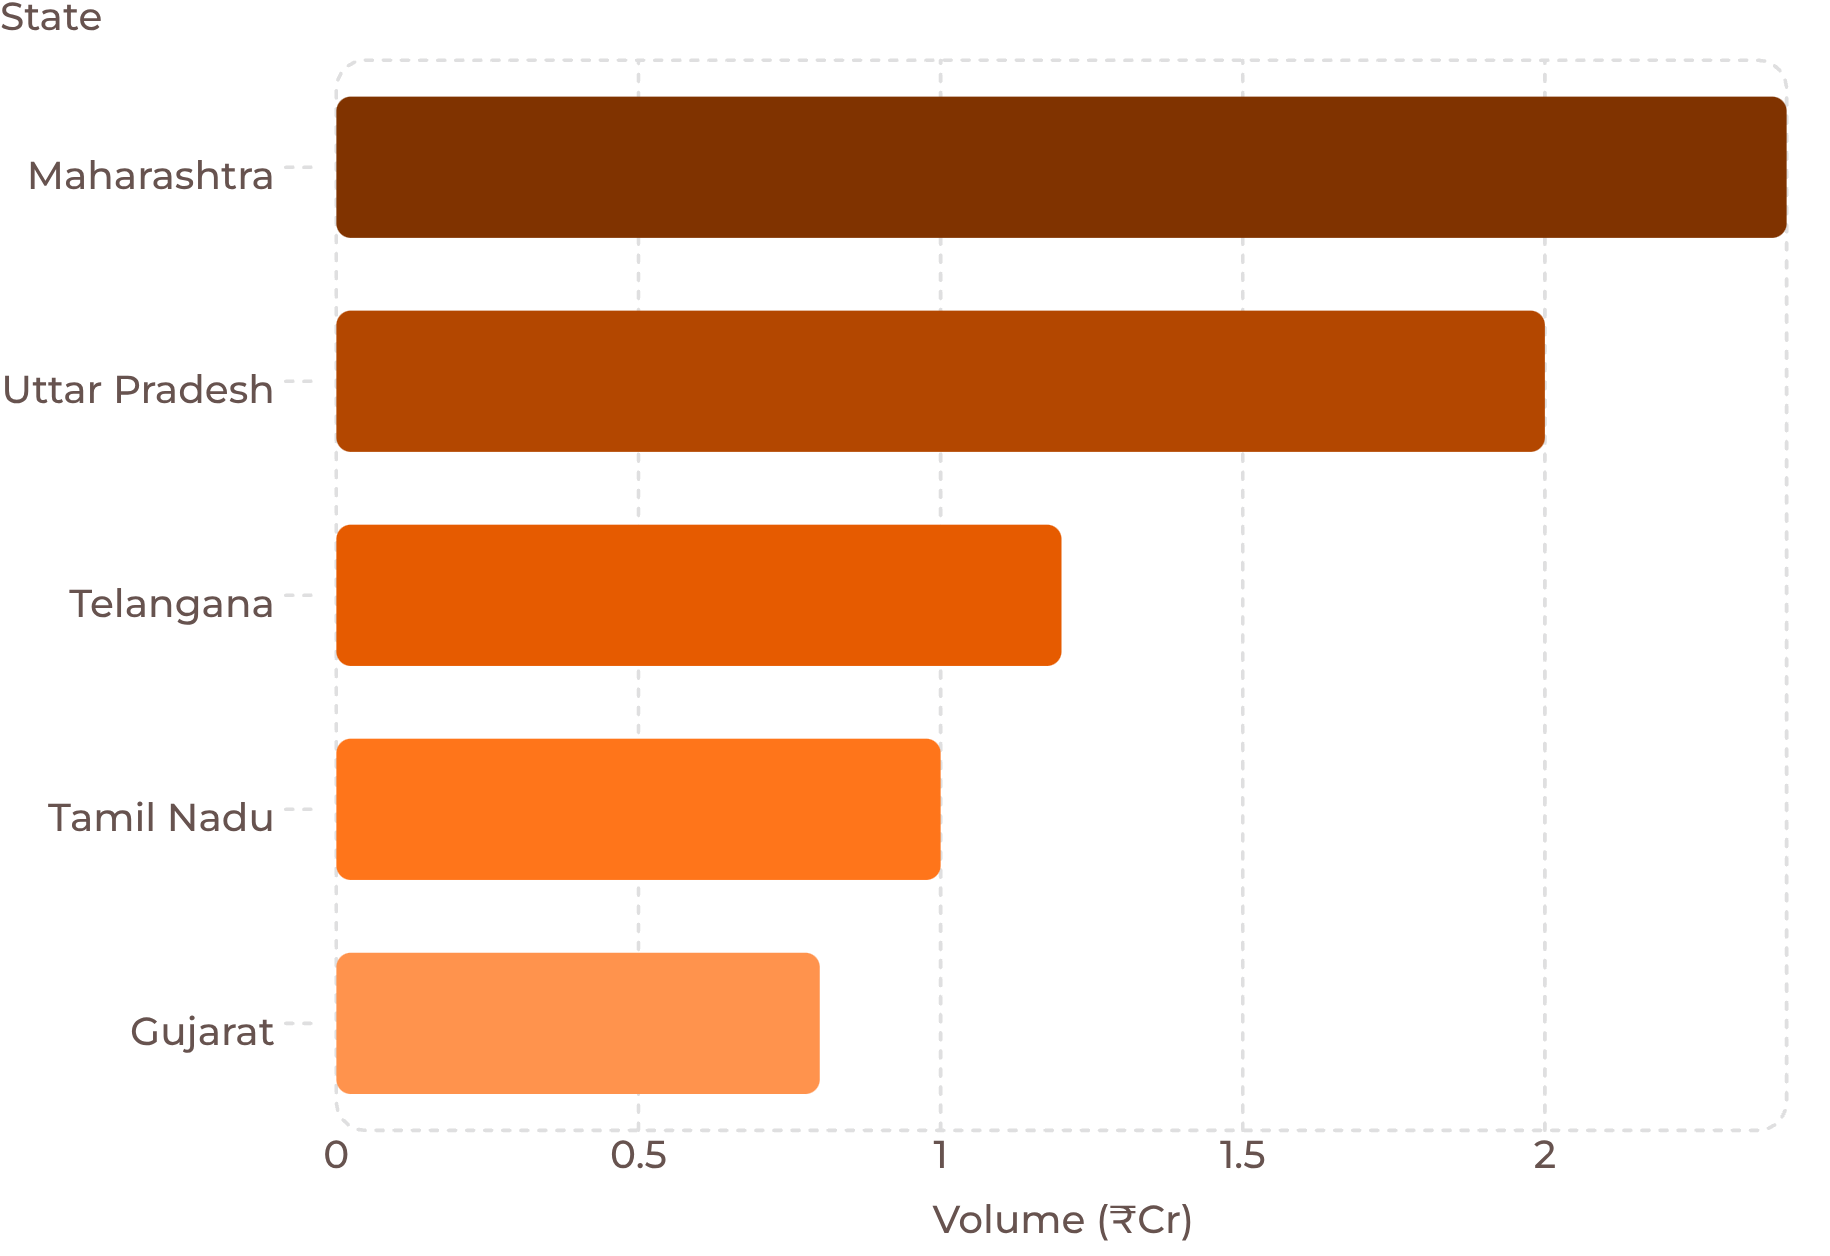 State
Maharashtra
Uttar Pradesh
Telangana
Tamil Nadu
Gujarat
0 0.5 1 1.5 2
Volume (₹Cr)